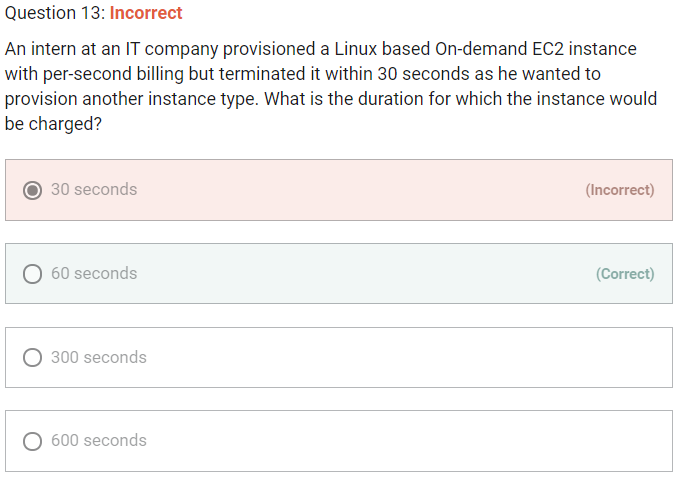 Question 13: Incorrect
An intern at an IT company provisioned a Linux based On-demand EC2 instance
with per-second billing but terminated it within 30 seconds as he wanted to
provision another instance type. What is the duration for which the instance would
be charged?
30 seconds (Incorrect)
60 seconds (Correct)
300 seconds
600 seconds